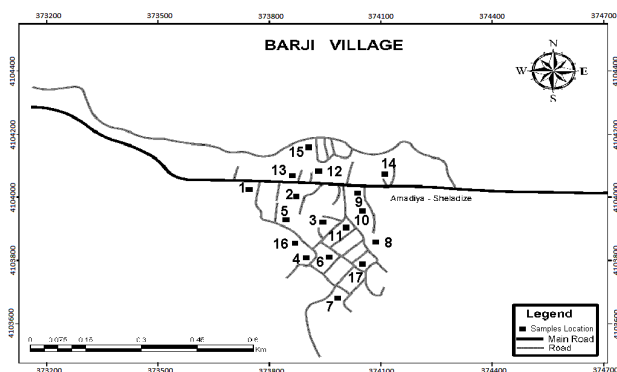 373200 373500 373800 374100 374400 374700
BARJI VILLAGE
N
W E
S
4104400 4104400
4104200 4104200
15
13 12 14
1
2 9
4104000 4104000
Amadiya - Sheladize
5 3 10
11
16 8
4 6 17
4103800 4103800
7
Legend
Samples Location
Main Road
Road
4103600 4103600
0 0.075 0.15 0.3 0.45 0.6
Km
373200 373500 373800 374100 374400 374700